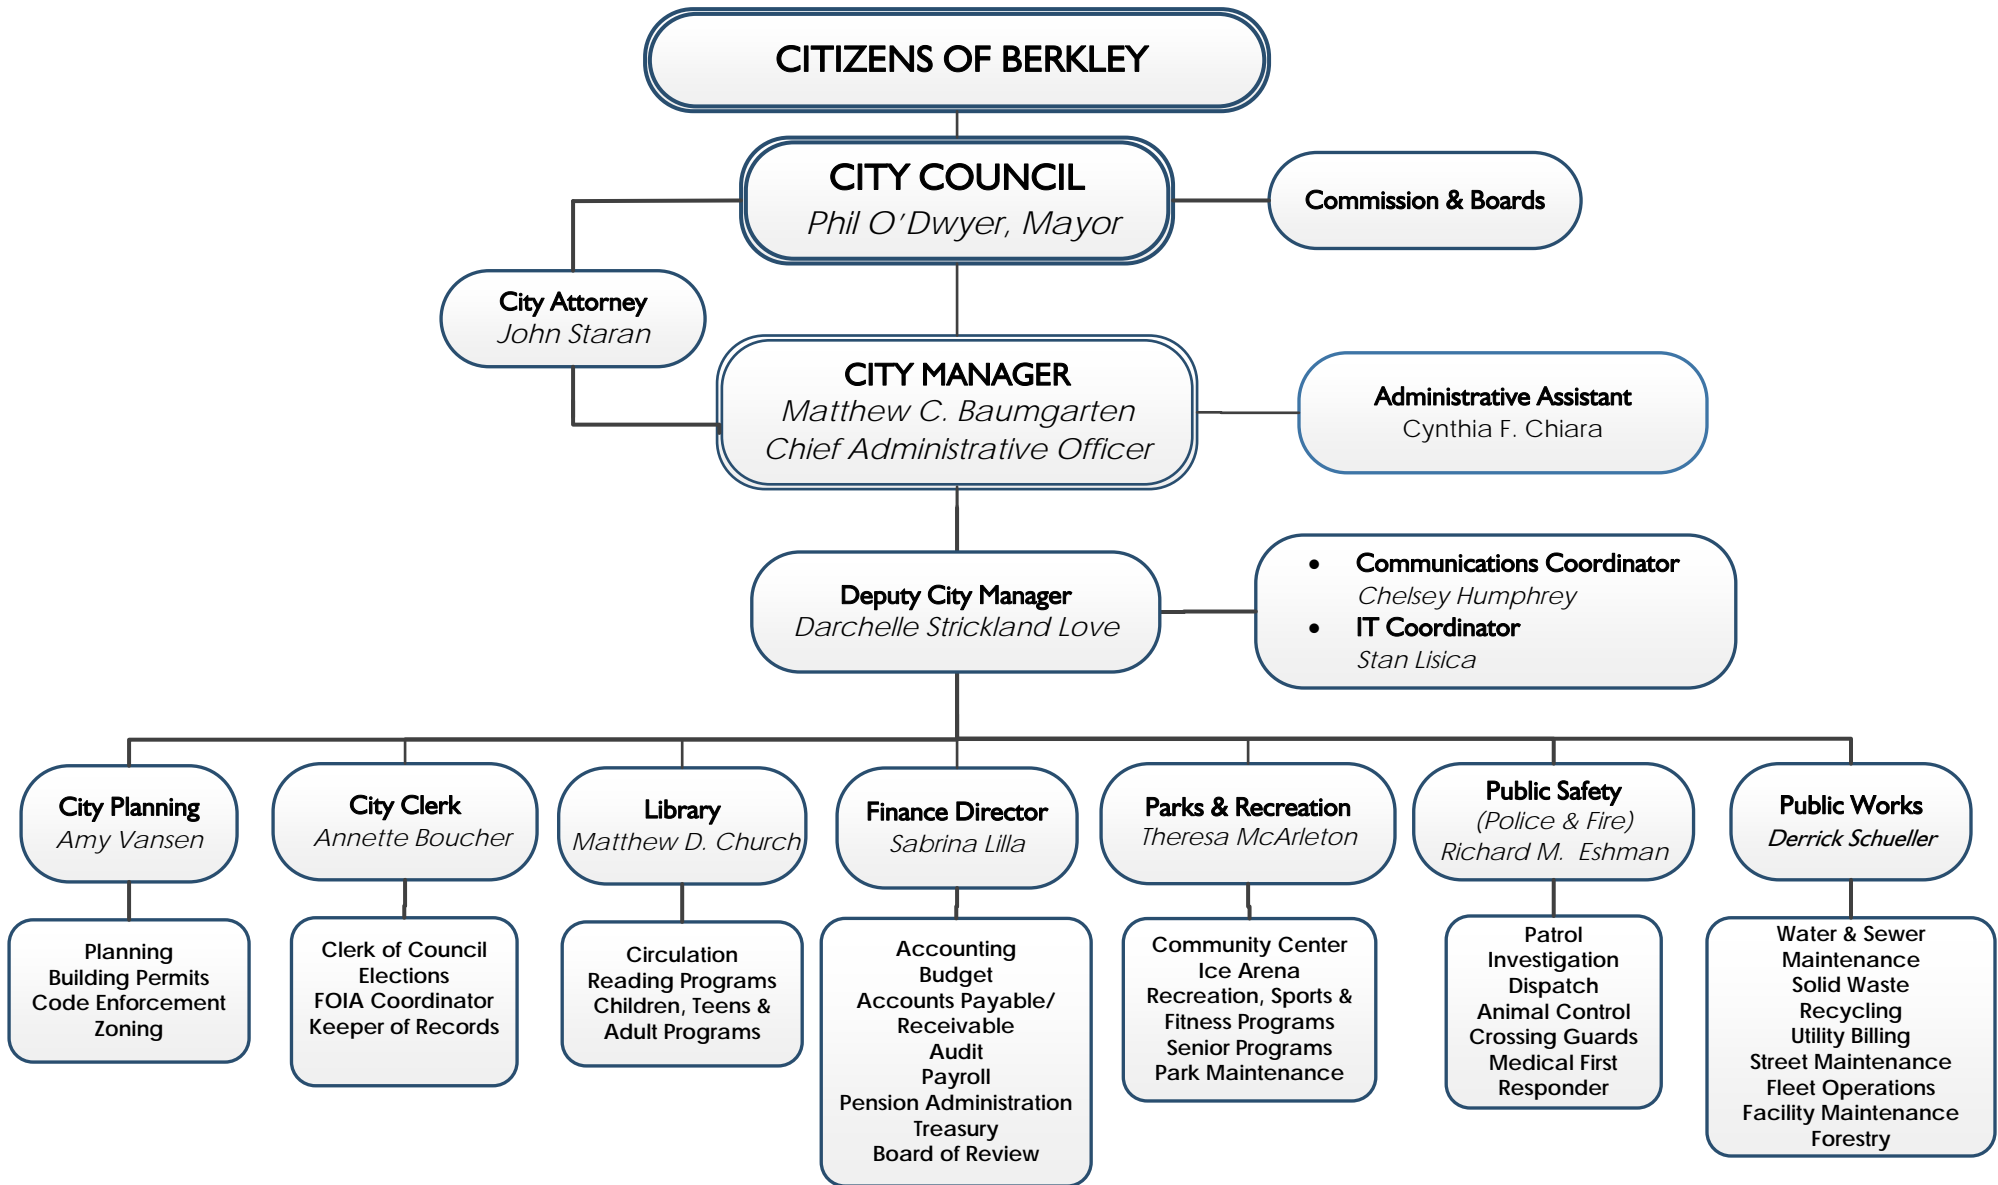 CITIZENS OF BERKLEY
CITY COUNCIL
Phil O'Dwyer, Mayor
Commission & Boards
City Attorney
John Staran
CITY MANAGER
Matthew C. Baumgarten
Chief Administrative Officer
Administrative Assistant
Cynthia F. Chiara
Deputy City Manager
Darchelle Strickland Love
• Communications Coordinator
Chelsey Humphrey
• IT Coordinator
Stan Lisica
City Planning
Amy Vansen
City Clerk
Annette Boucher
Library
Matthew D. Church
Finance Director
Sabrina Lilla
Parks & Recreation
Theresa McArleton
Public Safety
(Police & Fire)
Richard M. Eshman
Public Works
Derrick Schueller
Planning
Building Permits
Code Enforcement
Zoning
Clerk of Council
Elections
FOIA Coordinator
Keeper of Records
Circulation
Reading Programs
Children, Teens &
Adult Programs
Accounting
Budget
Accounts Payable/
Receivable
Audit
Payroll
Pension Administration
Treasury
Board of Review
Community Center
Ice Arena
Recreation, Sports &
Fitness Programs
Senior Programs
Park Maintenance
Patrol
Investigation
Dispatch
Animal Control
Crossing Guards
Medical First
Responder
Water & Sewer
Maintenance
Solid Waste
Recycling
Utility Billing
Street Maintenance
Fleet Operations
Facility Maintenance
Forestry